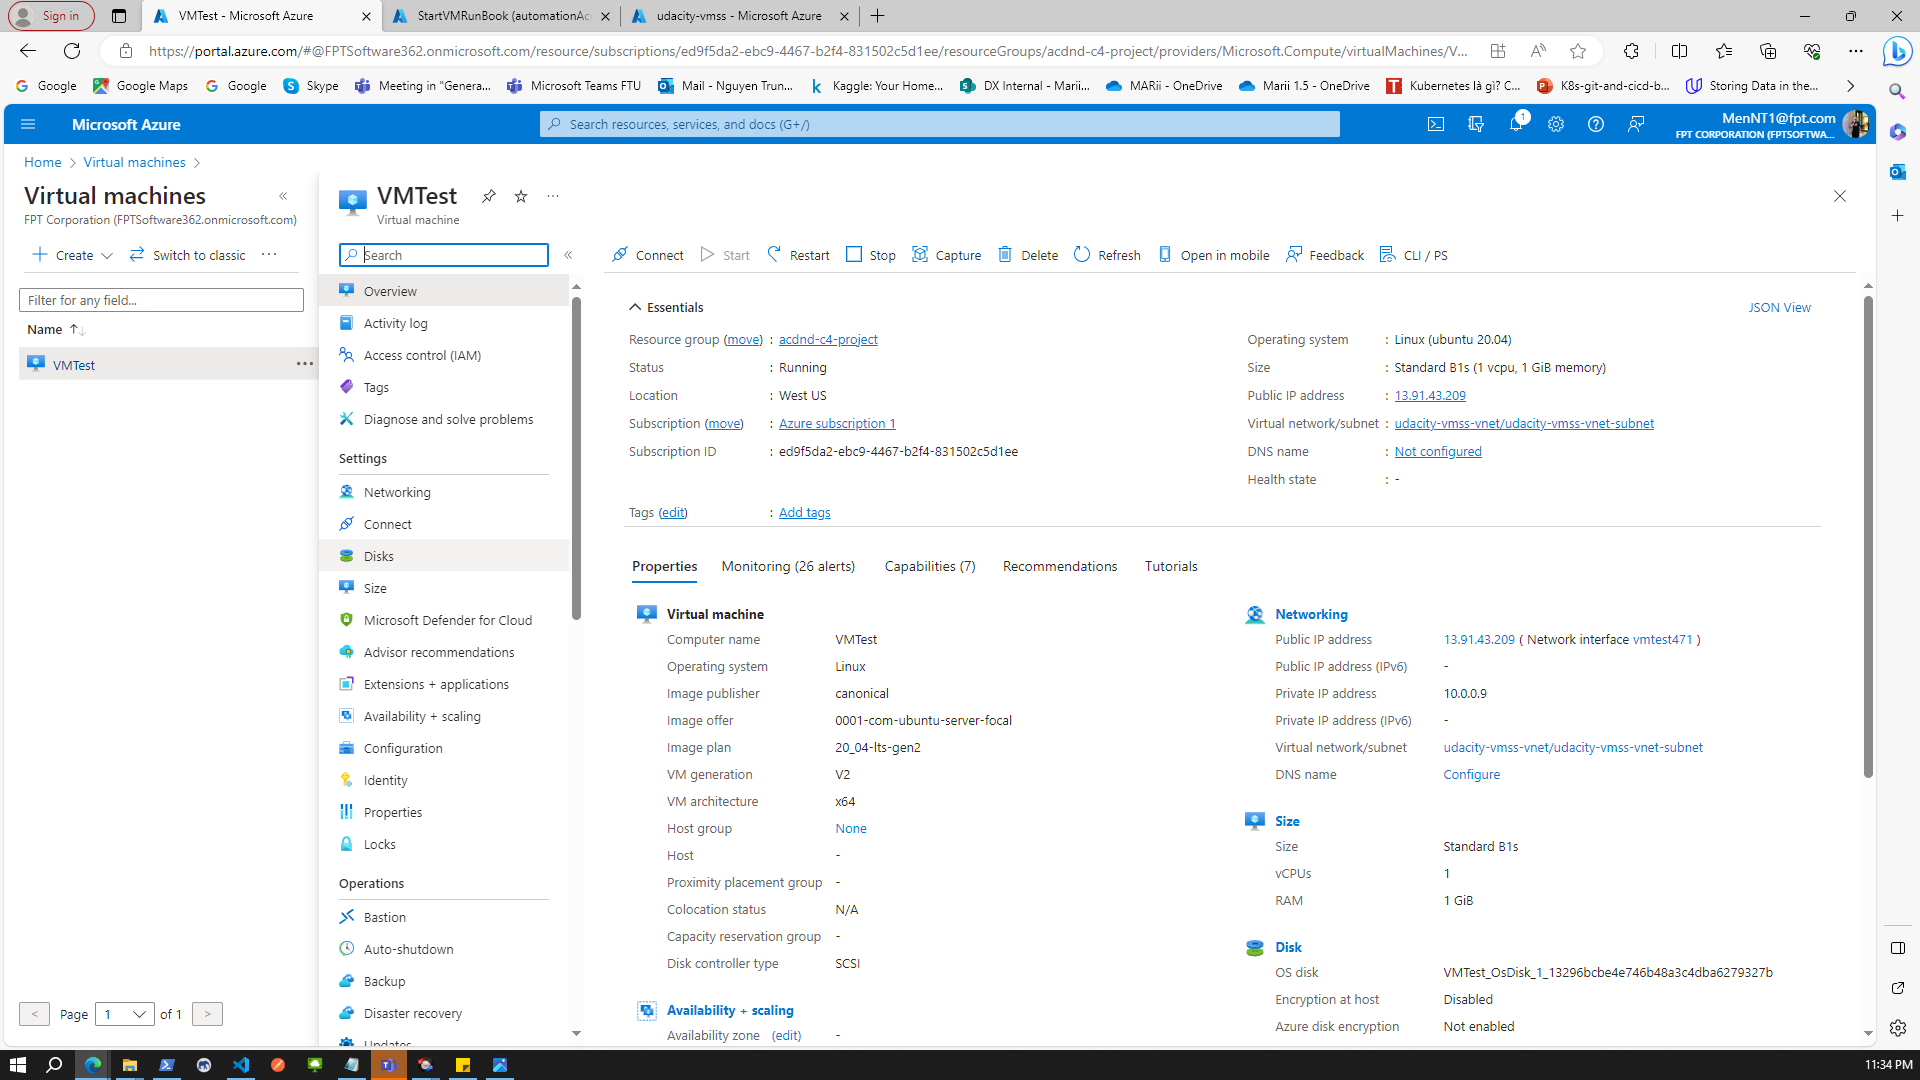 Sign in
VMTest - Microsoft Azure
StartVMRunBook (automationAc
udacity-vmss - Microsoft Azure
https://portal.azure.com/#@FPTSoftware362.onmicrosoft.com/resource/subscriptions/ed9f5da2-ebc9-4467-b2f4-831502c5d1ee/resourceGroups/acdnd-c4-project/providers/Microsoft.Compute/virtualMachines/V...
Google
Google Maps
Google
Skype
Meeting in "Genera...
Microsoft Teams FTU
Mail - Nguyen Trun...
Kaggle: Your Home...
DX Internal - Marii...
MARii - OneDrive
Marii 1.5 - OneDrive
Kubernetes là gì? C...
K8s-git-and-cicd-b...
Storing Data in the...
Microsoft Azure
Search resources, services, and docs (G+/)
1
MenNT1@fpt.com
FPT CORPORATION (FPTSOFTWA...
Home > Virtual machines >
Virtual machines
FPT Corporation (FPTSoftware362.onmicrosoft.com)
Create
Switch to classic
Filter for any field...
Name
VMTest
< Page 1 of 1 >
VMTest
Virtual machine
Search
Overview
Activity log
Access control (IAM)
Tags
Diagnose and solve problems
Settings
Networking
Connect
Disks
Size
Microsoft Defender for Cloud
Advisor recommendations
Extensions + applications
Availability + scaling
Configuration
Identity
Properties
Locks
Operations
Bastion
Auto-shutdown
Backup
Disaster recovery
Updates
Connect
Start
Restart
Stop
Capture
Delete
Refresh
Open in mobile
Feedback
CLI / PS
Essentials
JSON View
Resource group (move) : acdnd-c4-project
Status : Running
Location : West US
Subscription (move) : Azure subscription 1
Subscription ID : ed9f5da2-ebc9-4467-b2f4-831502c5d1ee
Operating system : Linux (ubuntu 20.04)
Size : Standard B1s (1 vcpu, 1 GiB memory)
Public IP address : 13.91.43.209
Virtual network/subnet : udacity-vmss-vnet/udacity-vmss-vnet-subnet
DNS name : Not configured
Health state : -
Tags (edit) : Add tags
Properties
Monitoring (26 alerts)
Capabilities (7)
Recommendations
Tutorials
Virtual machine
Computer name VMTest
Operating system Linux
Image publisher canonical
Image offer 0001-com-ubuntu-server-focal
Image plan 20_04-lts-gen2
VM generation V2
VM architecture x64
Host group None
Host -
Proximity placement group -
Colocation status N/A
Capacity reservation group -
Disk controller type SCSI
Availability + scaling
Availability zone (edit) -
Networking
Public IP address 13.91.43.209 ( Network interface vmtest471 )
Public IP address (IPv6) -
Private IP address 10.0.0.9
Private IP address (IPv6) -
Virtual network/subnet udacity-vmss-vnet/udacity-vmss-vnet-subnet
DNS name Configure
Size
Size Standard B1s
vCPUs 1
RAM 1 GiB
Disk
OS disk VMTest_OsDisk_1_13296bcbe4e746b48a3c4dba6279327b
Encryption at host Disabled
Azure disk encryption Not enabled
11:34 PM